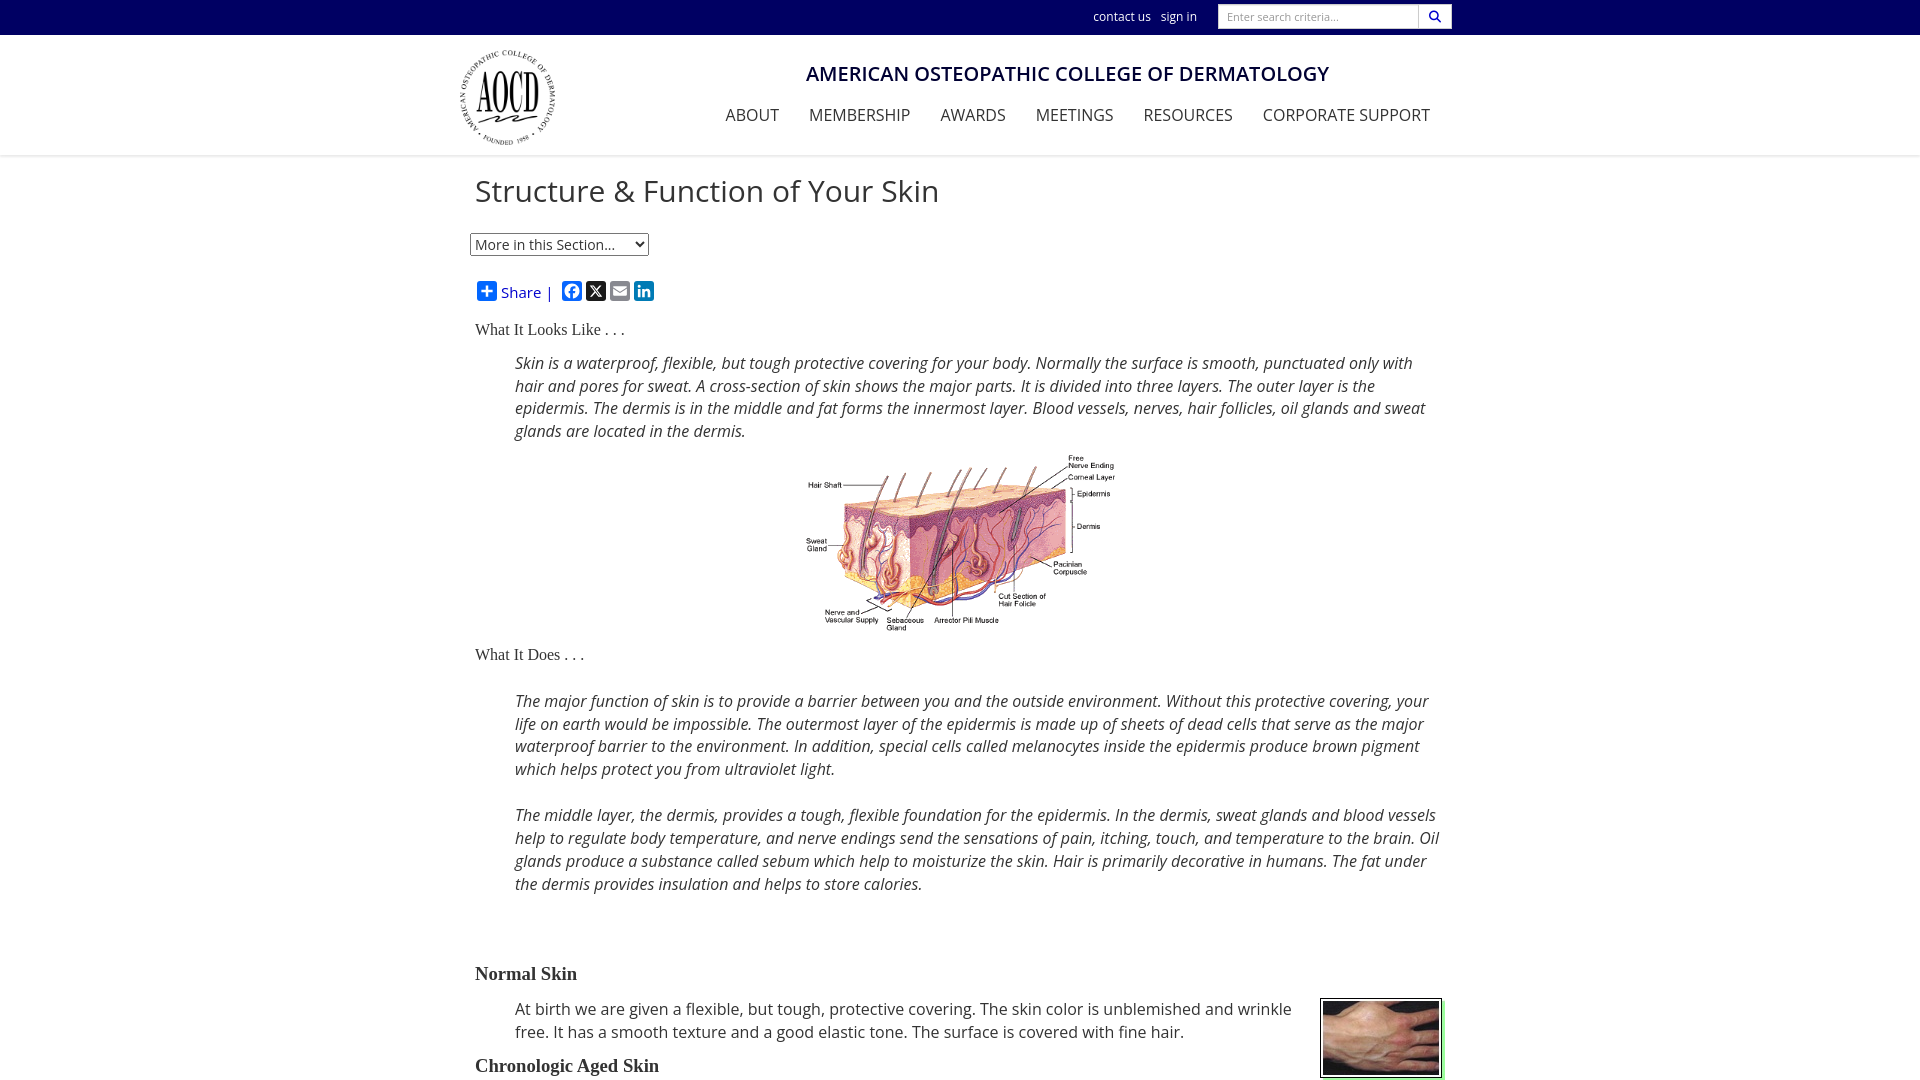 contact us sign in Enter search criteria...
AMERICAN OSTEOPATHIC COLLEGE OF DERMATOLOGY
AOCD
AMERICAN OSTEOPATHIC COLLEGE OF DERMATOLOGY
• FOUNDED 1958 •
ABOUT MEMBERSHIP AWARDS MEETINGS RESOURCES CORPORATE SUPPORT
Structure & Function of Your Skin
More in this Section...
Share |
What It Looks Like . . .
Skin is a waterproof, flexible, but tough protective covering for your body. Normally the surface is smooth, punctuated only with
hair and pores for sweat. A cross-section of skin shows the major parts. It is divided into three layers. The outer layer is the
epidermis. The dermis is in the middle and fat forms the innermost layer. Blood vessels, nerves, hair follicles, oil glands and sweat
glands are located in the dermis.
Free
Nerve Ending
Corneal Layer
Hair Shaft
Epidermis
Dermis
Sweat
Gland
Pacinian
Corpuscle
Cut Section of
Hair Folicle
Nerve and
Vascular Supply
Sebaceous
Gland
Arrector Pili Muscle
What It Does . . .
The major function of skin is to provide a barrier between you and the outside environment. Without this protective covering, your
life on earth would be impossible. The outermost layer of the epidermis is made up of sheets of dead cells that serve as the major
waterproof barrier to the environment. In addition, special cells called melanocytes inside the epidermis produce brown pigment
which helps protect you from ultraviolet light.
The middle layer, the dermis, provides a tough, flexible foundation for the epidermis. In the dermis, sweat glands and blood vessels
help to regulate body temperature, and nerve endings send the sensations of pain, itching, touch, and temperature to the brain. Oil
glands produce a substance called sebum which help to moisturize the skin. Hair is primarily decorative in humans. The fat under
the dermis provides insulation and helps to store calories.
Normal Skin
At birth we are given a flexible, but tough, protective covering. The skin color is unblemished and wrinkle
free. It has a smooth texture and a good elastic tone. The surface is covered with fine hair.
Chronologic Aged Skin